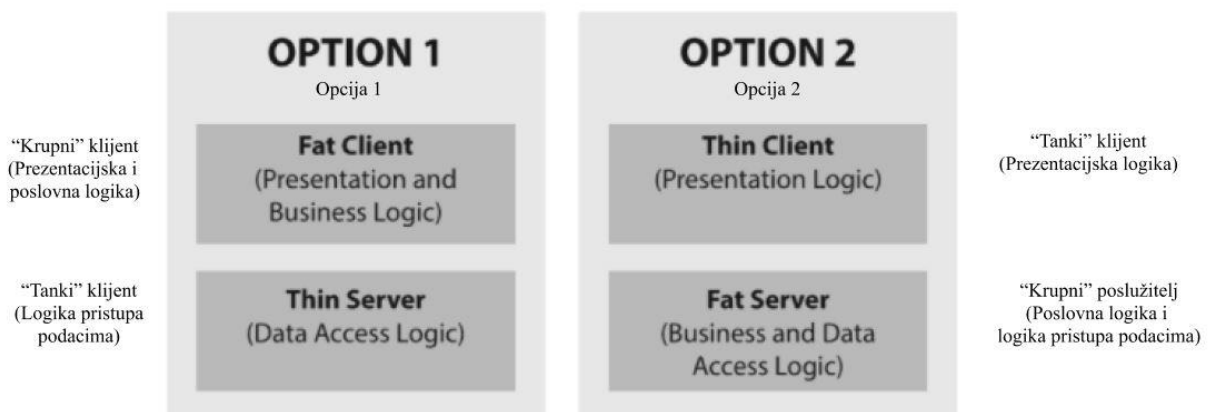 OPTION 1
Opcija 1
“Krupni” klijent
(Prezentacijska i
poslovna logika)
Fat Client
(Presentation and
Business Logic)
“Tanki” klijent
(Logika pristupa
podacima)
Thin Server
(Data Access Logic)
OPTION 2
Opcija 2
Thin Client
(Presentation Logic)
“Tanki” klijent
(Prezentacijska logika)
Fat Server
(Business and Data
Access Logic)
“Krupni” poslužitelj
(Poslovna logika i
logika pristupa podacima)